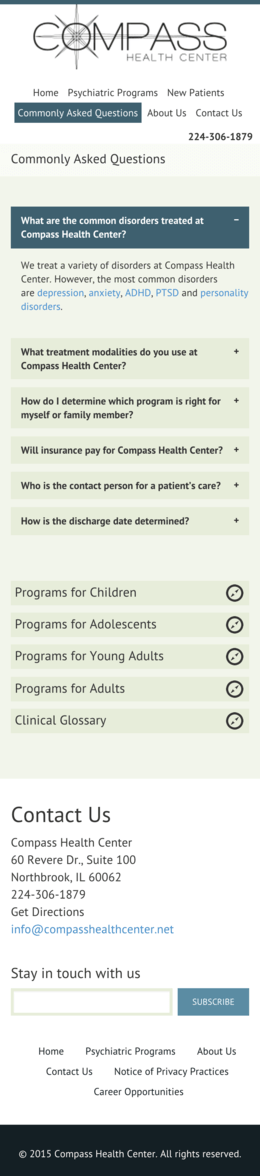 COMPASS
HEALTH CENTER
Home Psychiatric Programs New Patients
Commonly Asked Questions About Us Contact Us
224-306-1879
Commonly Asked Questions
What are the common disorders treated at −
Compass Health Center?
We treat a variety of disorders at Compass Health
Center. However, the most common disorders
are depression, anxiety, ADHD, PTSD and personality
disorders.
What treatment modalities do you use at +
Compass Health Center?
How do I determine which program is right for +
myself or family member?
Will insurance pay for Compass Health Center? +
Who is the contact person for a patient's care? +
How is the discharge date determined? +
Programs for Children
Programs for Adolescents
Programs for Young Adults
Programs for Adults
Clinical Glossary
Contact Us
Compass Health Center
60 Revere Dr., Suite 100
Northbrook, IL 60062
224-306-1879
Get Directions
info@compasshealthcenter.net
Stay in touch with us
SUBSCRIBE
Home Psychiatric Programs About Us
Contact Us Notice of Privacy Practices
Career Opportunities
© 2015 Compass Health Center. All rights reserved.